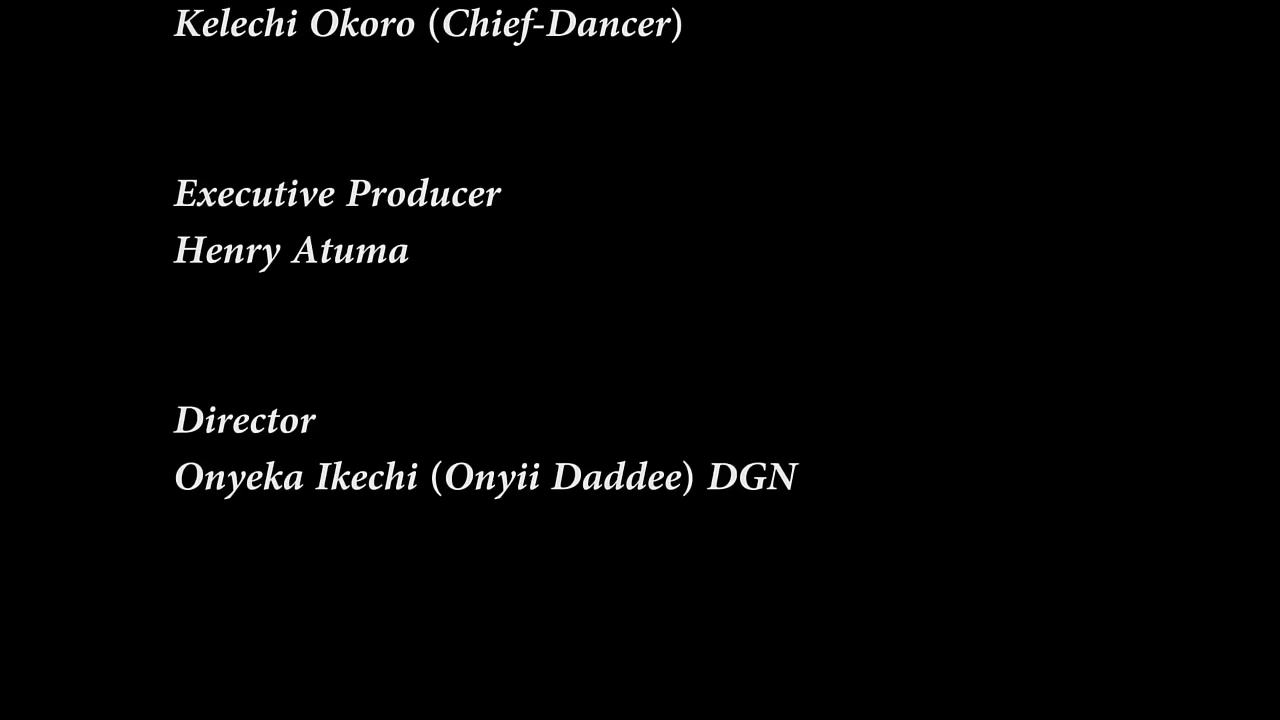 Kelechi Okoro (Chief-Dancer)
Executive Producer
Henry Atuma
Director
Onyeka Ikechi (Onyii Daddee) DGN